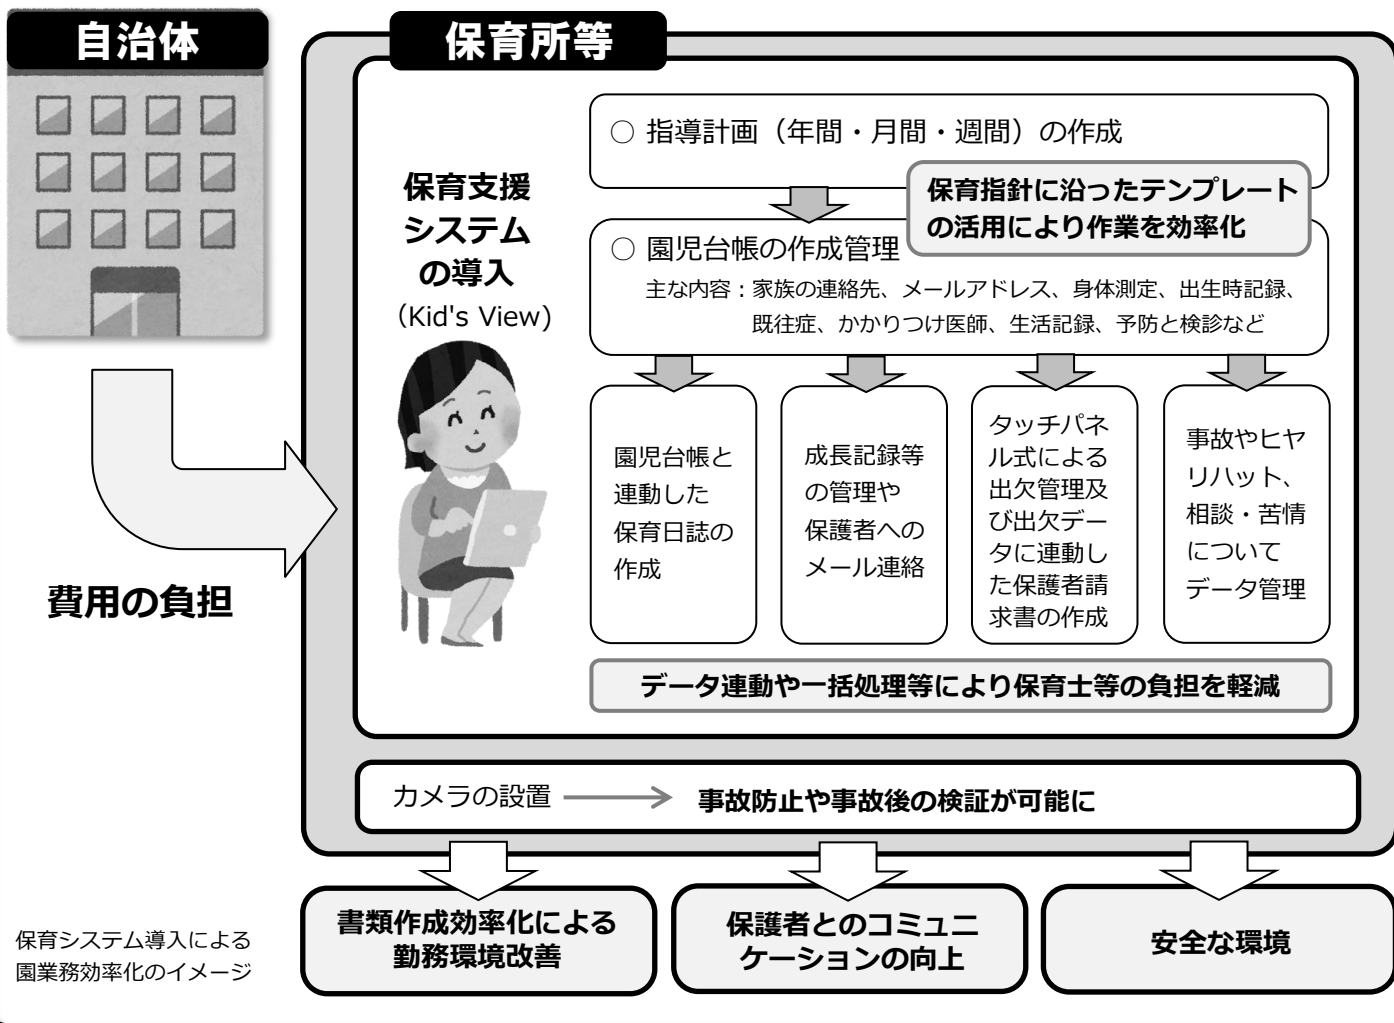 自治体
保育所等
保育支援
システム
の導入
（Kid's View）
○ 指導計画（年間・月間・週間）の作成
保育指針に沿ったテンプレート
の活用により作業を効率化
○ 園児台帳の作成管理
主な内容：家族の連絡先、メールアドレス、身体測定、出生時記録、
既往症、かかりつけ医師、生活記録、予防と検診など
園児台帳と
連動した
保育日誌の
作成
成長記録等
の管理や
保護者への
メール連絡
タッチパネ
ル式による
出欠管理及
び出欠デー
タに連動し
た保護者請
求書の作成
事故やヒヤ
リハット、
相談・苦情
について
データ管理
データ連動や一括処理等により保育士等の負担を軽減
費用の負担
カメラの設置
事故防止や事故後の検証が可能に
書類作成効率化による
勤務環境改善
保護者とのコミュニ
ケーションの向上
安全な環境
保育システム導入による
園業務効率化のイメージ